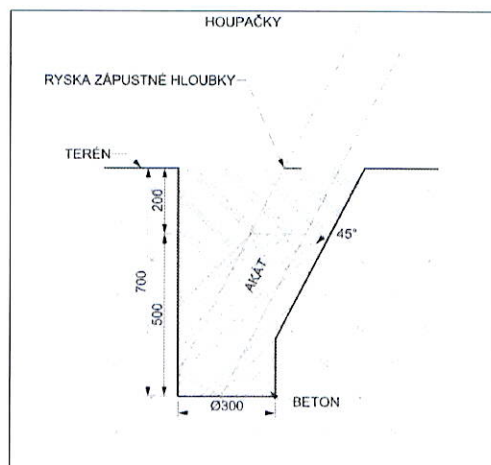 HOUPAČKY
RYSKA ZÁPUSTNÉ HLOUBKY
TERÉN
200
45°
700
500
AKÁT
Ø300
BETON